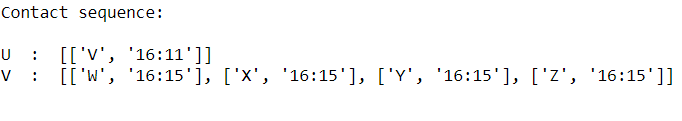 Contact sequence:
U  :  [['V', '16:11']]
V  :  [['W', '16:15'], ['X', '16:15'], ['Y', '16:15'], ['Z', '16:15']]